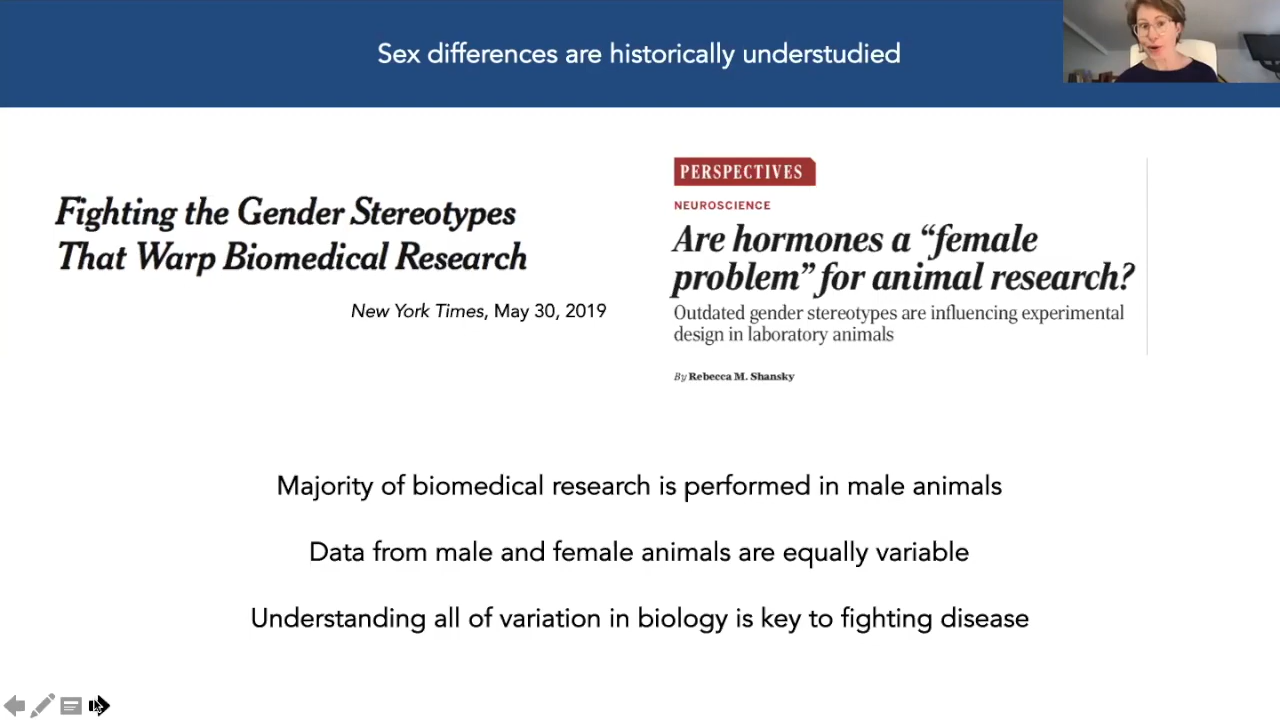 Sex differences are historically understudied
Fighting the Gender Stereotypes
That Warp Biomedical Research
New York Times, May 30, 2019
PERSPECTIVES
NEUROSCIENCE
Are hormones a “female
problem” for animal research?
Outdated gender stereotypes are influencing experimental
design in laboratory animals
By Rebecca M. Shansky
Majority of biomedical research is performed in male animals
Data from male and female animals are equally variable
Understanding all of variation in biology is key to fighting disease